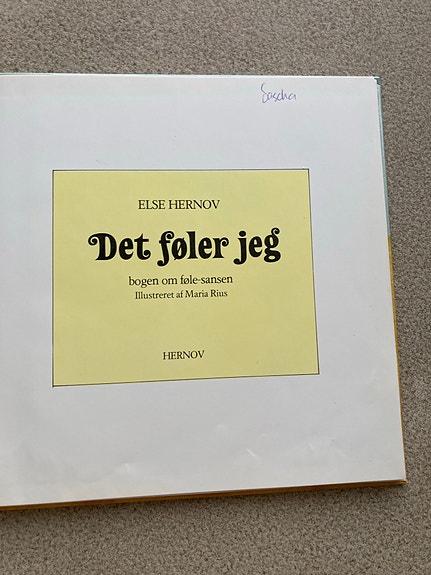 Sascha
ELSE HERNOV
Det føler jeg
bogen om føle-sansen
Illustreret af Maria Rius
HERNOV